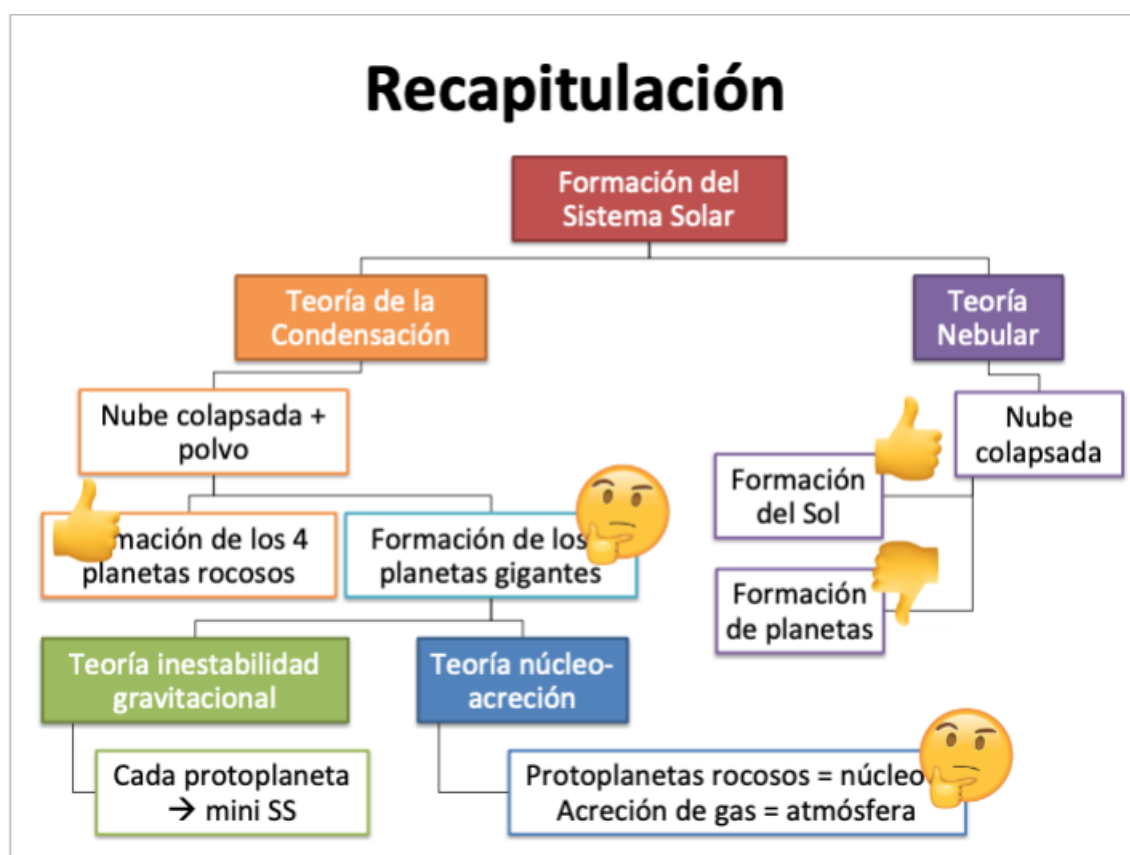 Recapitulación
Formación del
Sistema Solar
Teoría de la
Condensación
Teoría
Nebular
Nube colapsada +
polvo
Nube
colapsada
Formación
del Sol
mación de los 4
planetas rocosos
Formación de los
planetas gigantes
Formación
de planetas
Teoría inestabilidad
gravitacional
Teoría núcleo-
acreción
Cada protoplaneta
→ mini SS
Protoplanetas rocosos = núcleo
Acreción de gas = atmósfera